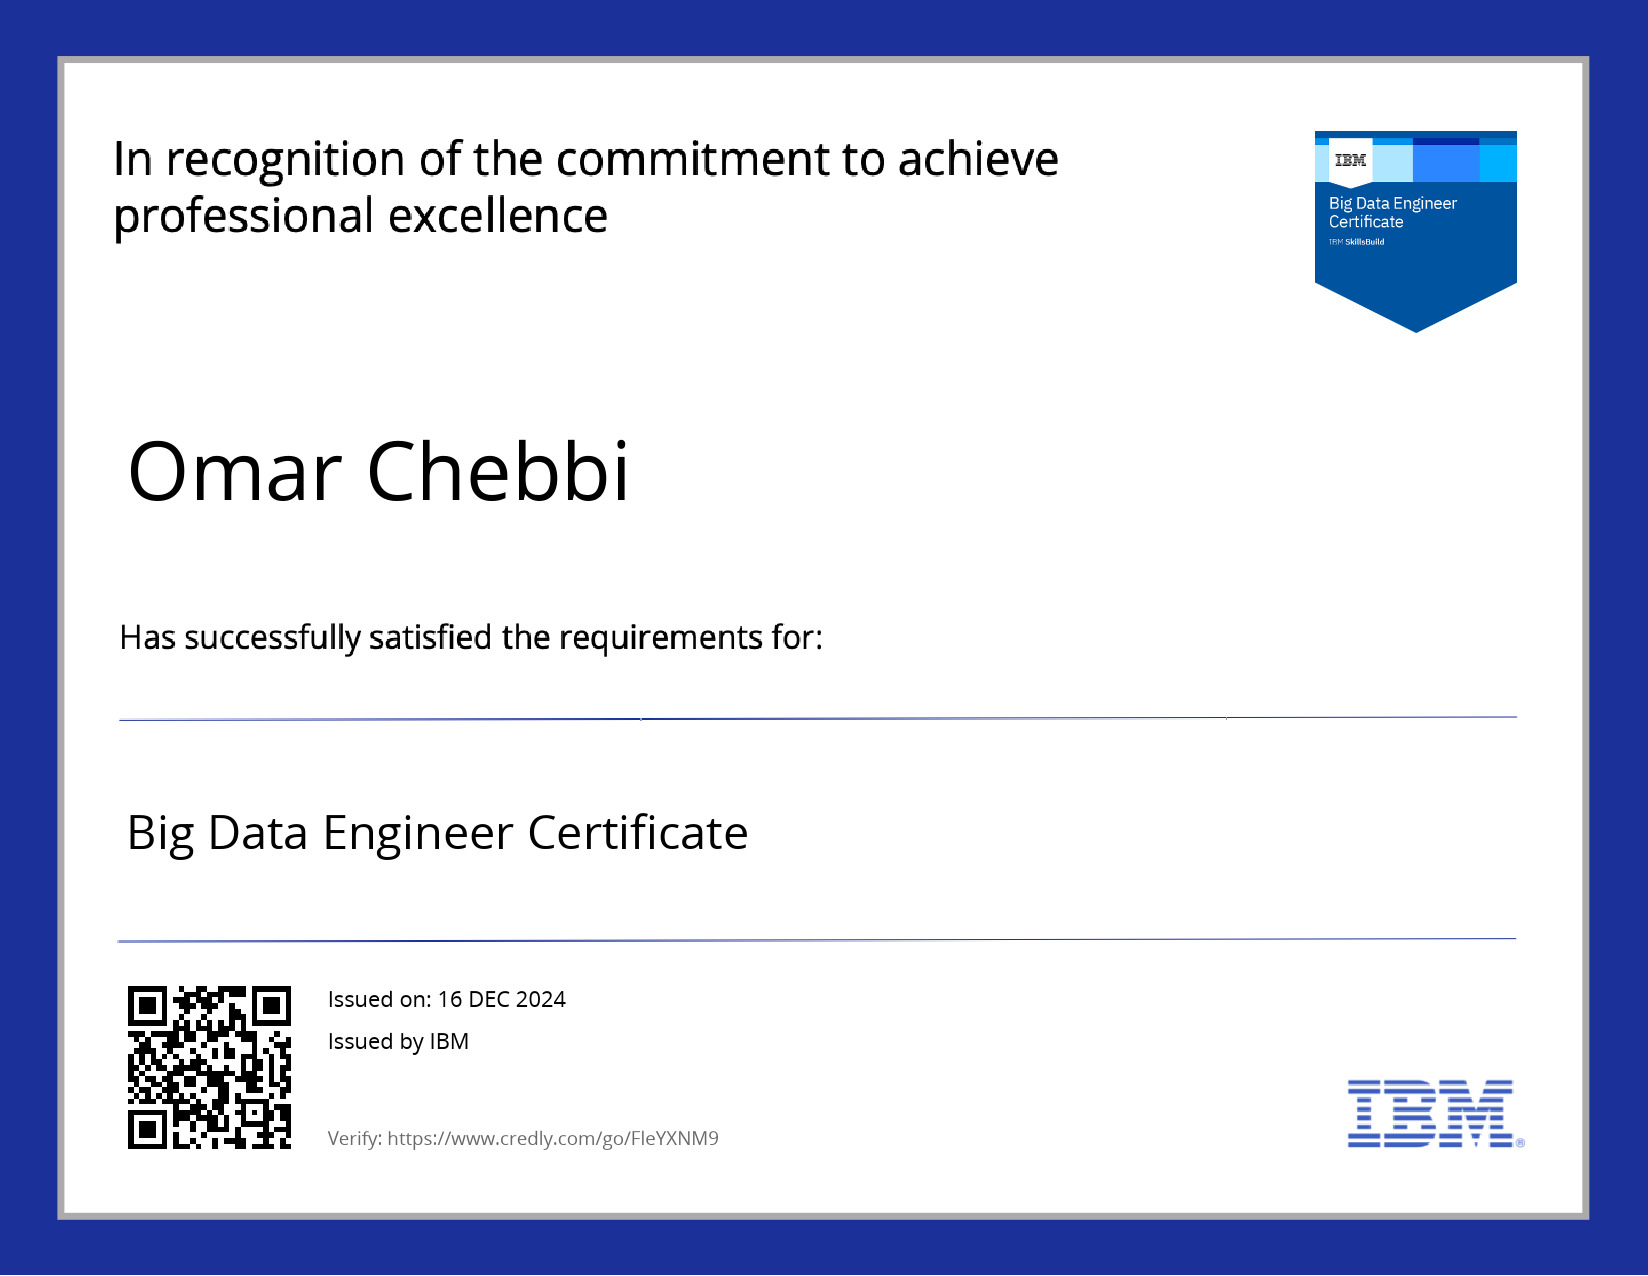 In recognition of the commitment to achieve
professional excellence
IBM
Big Data Engineer
Certificate
IBM SkillsBuild
Omar Chebbi
Has successfully satisfied the requirements for:
Big Data Engineer Certificate
Issued on: 16 DEC 2024
Issued by IBM
Verify: https://www.credly.com/go/FleYXNM9
IBM®